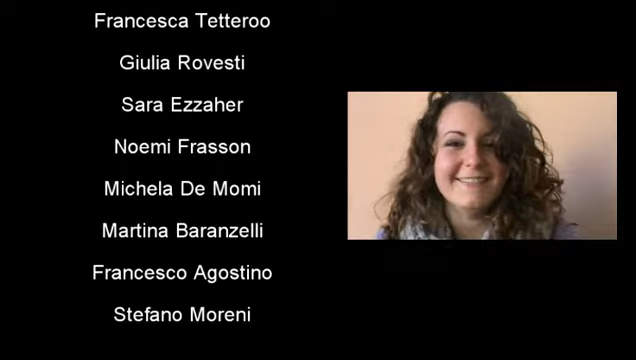 Francesca Tetteroo
Giulia Rovesti
Sara Ezzaher
Noemi Frasson
Michela De Momi
Martina Baranzelli
Francesco Agostino
Stefano Moreni